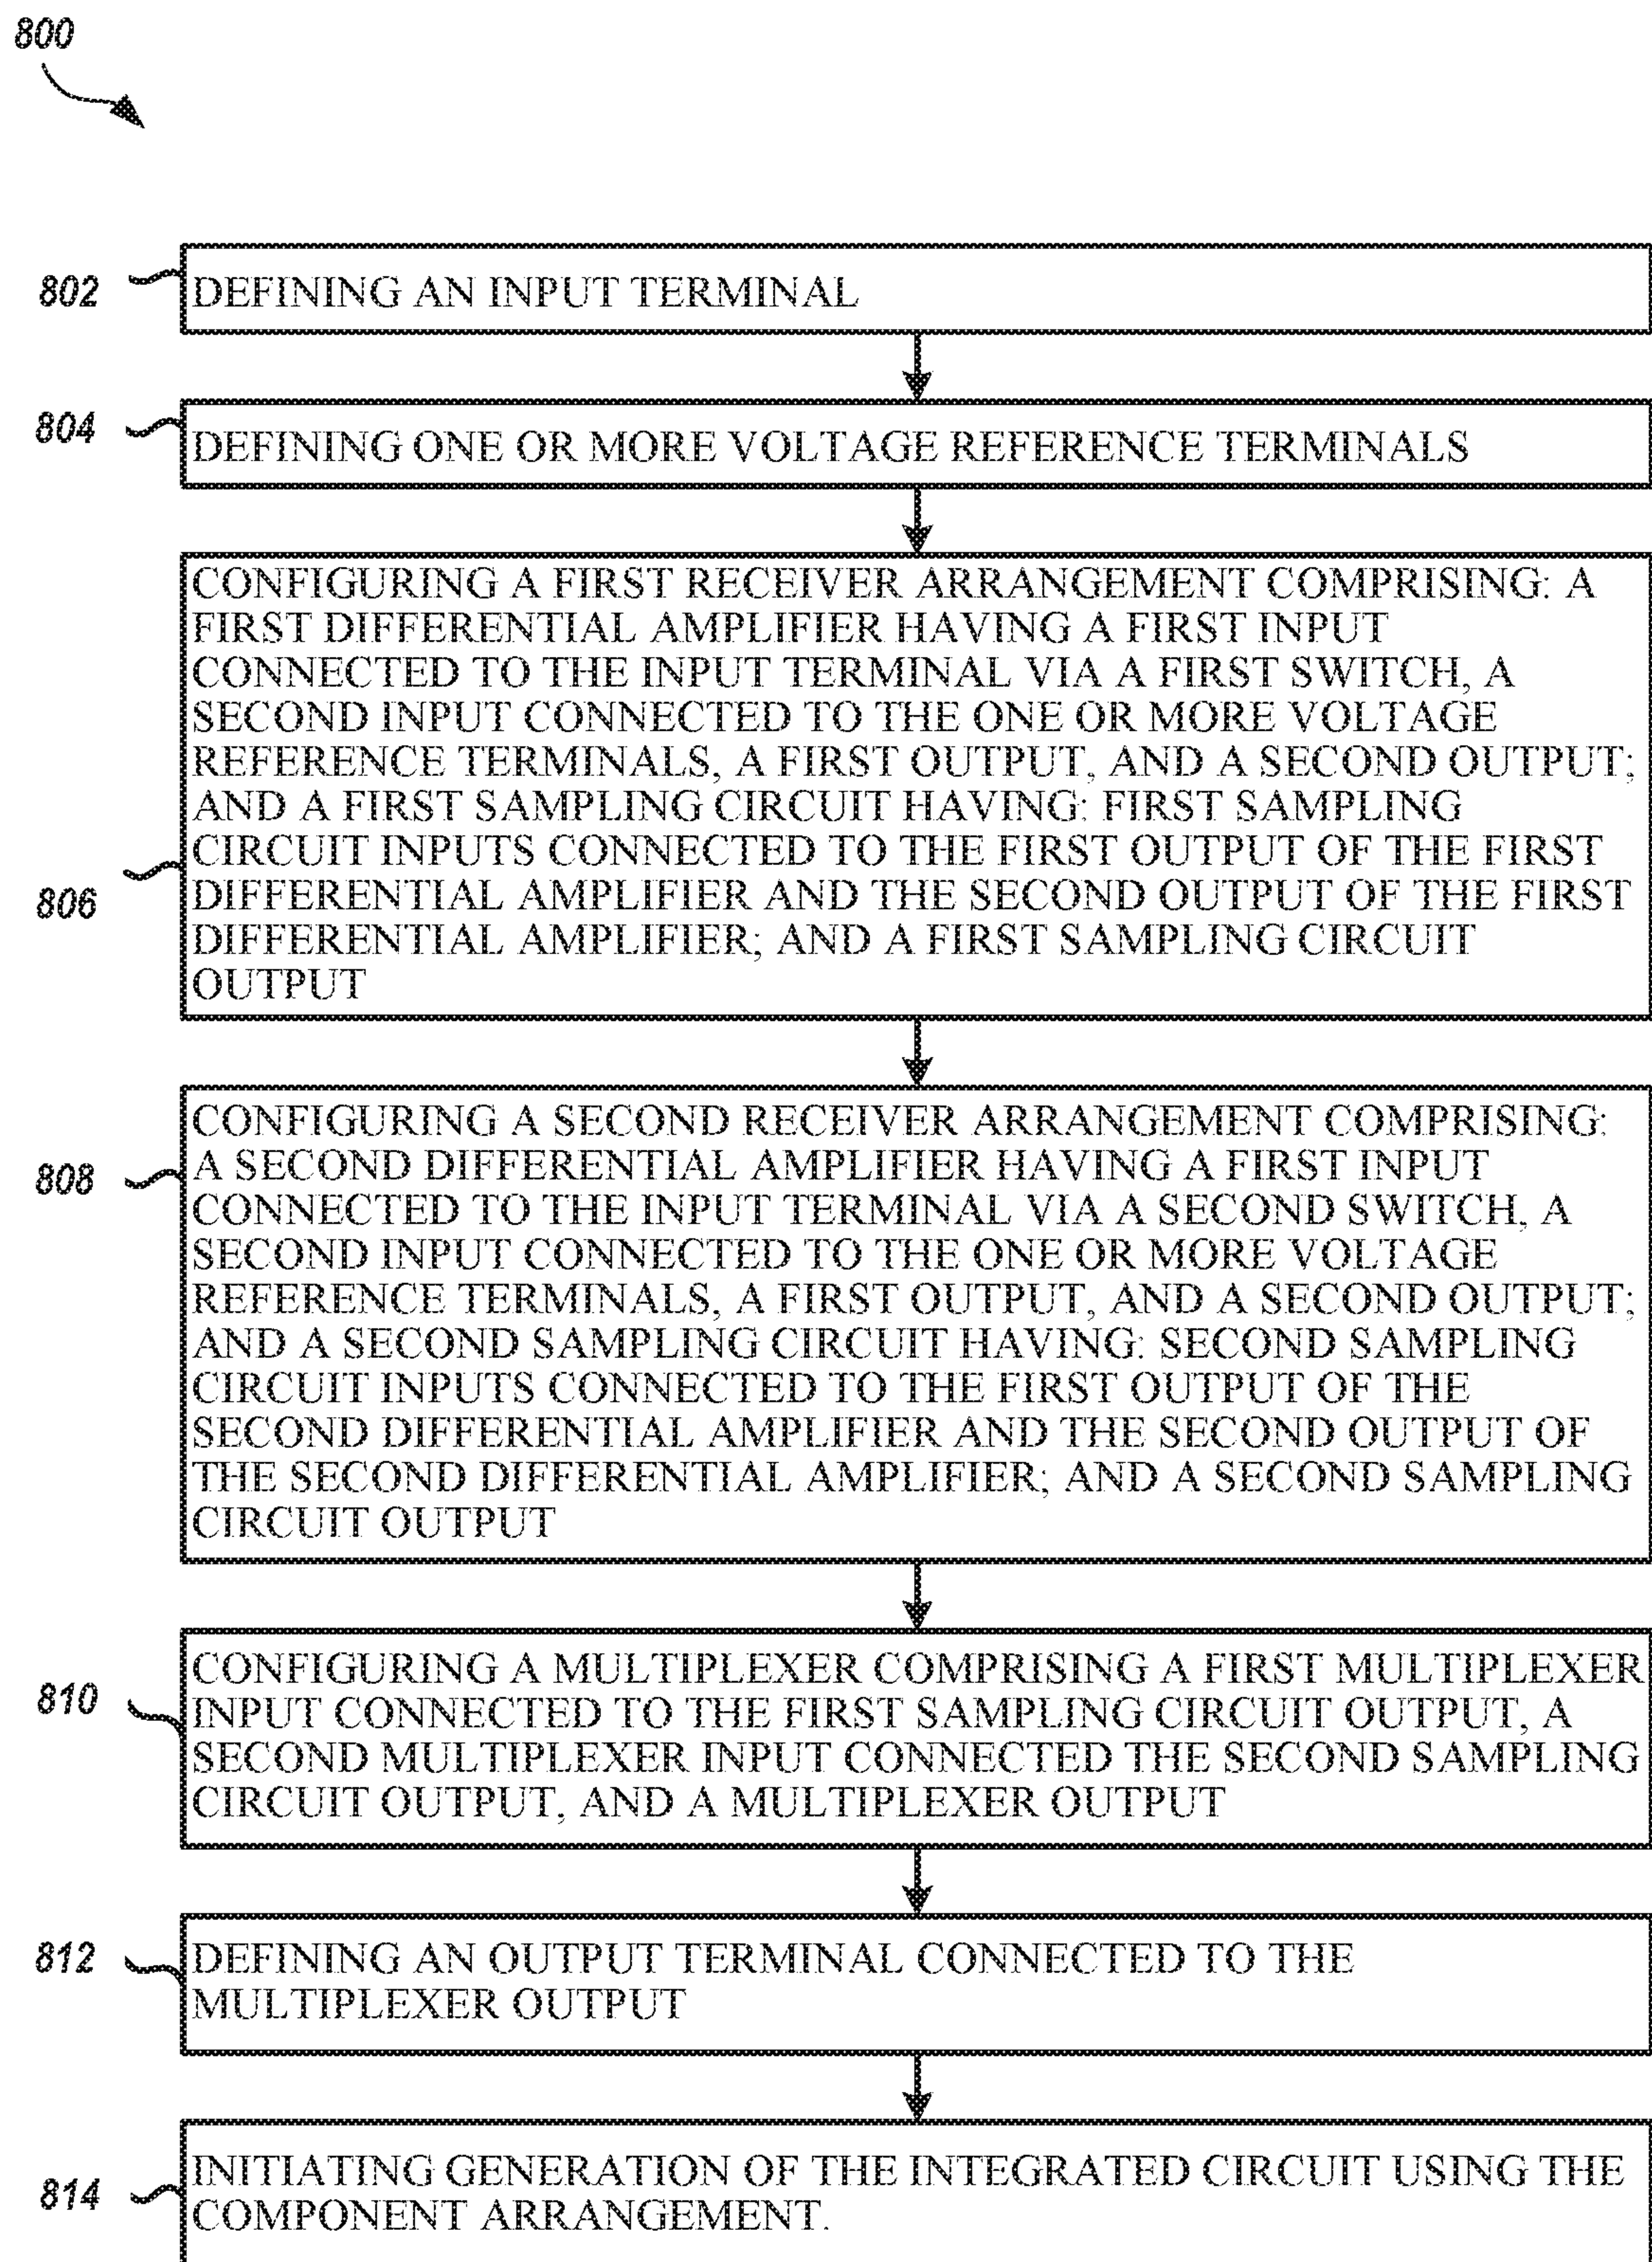 800
802
DEFINING AN INPUT TERMINAL
804
DEFINING ONE OR MORE VOLTAGE REFERENCE TERMINALS
CONFIGURING A FIRST RECEIVER ARRANGEMENT COMPRISING: A
FIRST DIFFERENTIAL AMPLIFIER HAVING A FIRST INPUT
CONNECTED TO THE INPUT TERMINAL VIA A FIRST SWITCH, A
SECOND INPUT CONNECTED TO THE ONE OR MORE VOLTAGE
REFERENCE TERMINALS, A FIRST OUTPUT, AND A SECOND OUTPUT;
AND A FIRST SAMPLING CIRCUIT HAVING: FIRST SAMPLING
CIRCUIT INPUTS CONNECTED TO THE FIRST OUTPUT OF THE FIRST
806
DIFFERENTIAL AMPLIFIER AND THE SECOND OUTPUT OF THE FIRST
DIFFERENTIAL AMPLIFIER; AND A FIRST SAMPLING CIRCUIT
OUTPUT
CONFIGURING A SECOND RECEIVER ARRANGEMENT COMPRISING:
808
A SECOND DIFFERENTIAL AMPLIFIER HAVING A FIRST INPUT
CONNECTED TO THE INPUT TERMINAL VIA A SECOND SWITCH, A
SECOND INPUT CONNECTED TO THE ONE OR MORE VOLTAGE
REFERENCE TERMINALS, A FIRST OUTPUT, AND A SECOND OUTPUT;
AND A SECOND SAMPLING CIRCUIT HAVING: SECOND SAMPLING
CIRCUIT INPUTS CONNECTED TO THE FIRST OUTPUT OF THE
SECOND DIFFERENTIAL AMPLIFIER AND THE SECOND OUTPUT OF
THE SECOND DIFFERENTIAL AMPLIFIER; AND A SECOND SAMPLING
CIRCUIT OUTPUT
810
CONFIGURING A MULTIPLEXER COMPRISING A FIRST MULTIPLEXER
INPUT CONNECTED TO THE FIRST SAMPLING CIRCUIT OUTPUT, A
SECOND MULTIPLEXER INPUT CONNECTED THE SECOND SAMPLING
CIRCUIT OUTPUT, AND A MULTIPLEXER OUTPUT
812
DEFINING AN OUTPUT TERMINAL CONNECTED TO THE
MULTIPLEXER OUTPUT
814
INITIATING GENERATION OF THE INTEGRATED CIRCUIT USING THE
COMPONENT ARRANGEMENT.